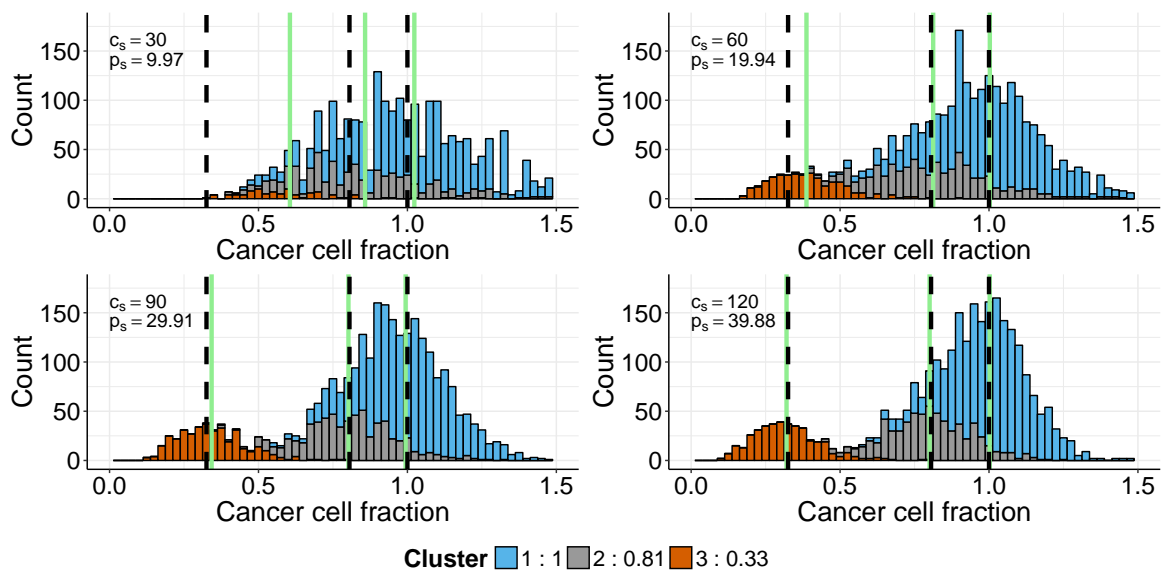 c_s = 30
p_s = 9.97
150
100
50
0
Count
0.0 0.5 1.0 1.5
Cancer cell fraction
c_s = 60
p_s = 19.94
150
100
50
0
Count
0.0 0.5 1.0 1.5
Cancer cell fraction
c_s = 90
p_s = 29.91
150
100
50
0
Count
0.0 0.5 1.0 1.5
Cancer cell fraction
c_s = 120
p_s = 39.88
150
100
50
0
Count
0.0 0.5 1.0 1.5
Cancer cell fraction
Cluster 1 : 1 2 : 0.81 3 : 0.33